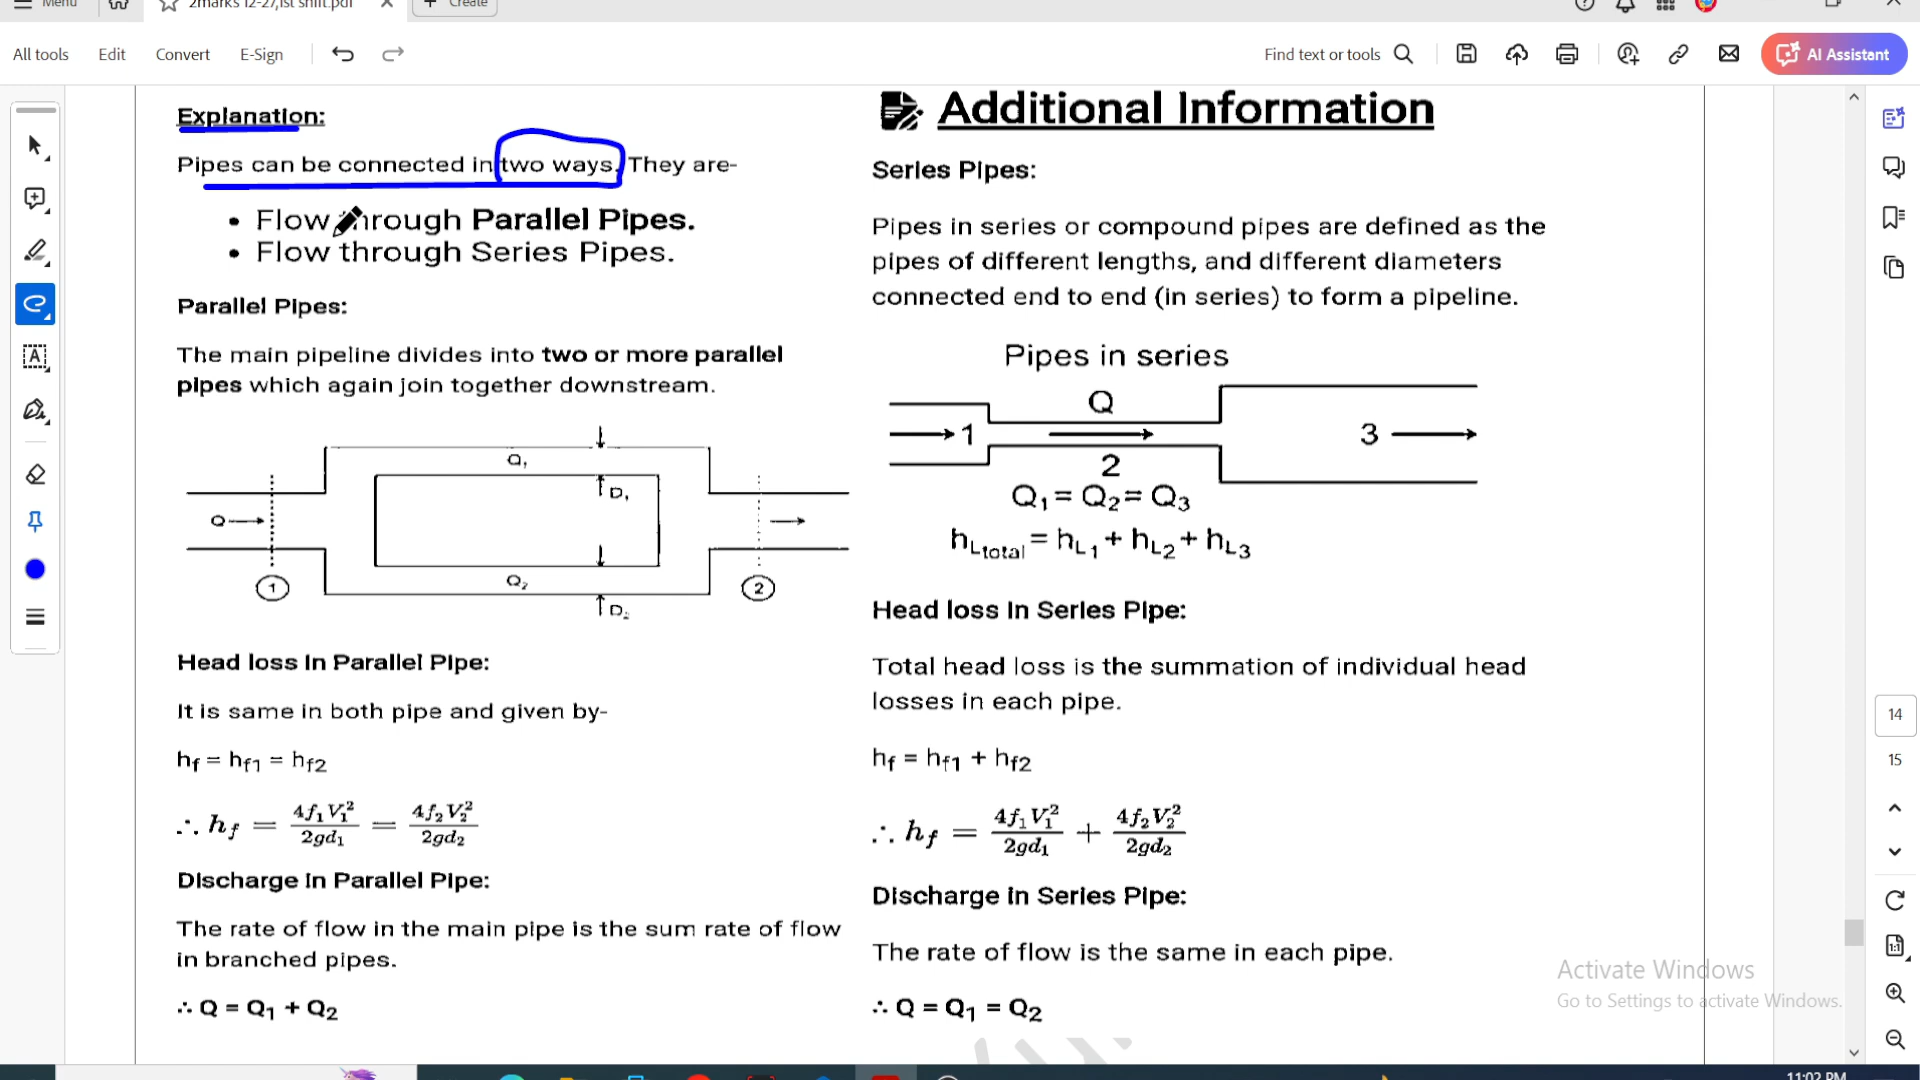 Menu
2marks 12-27,1st shift.pdf
Create
All tools Edit Convert E-Sign
Find text or tools
AI Assistant
Explanation:
Pipes can be connected in two ways. They are-
• Flow through Parallel Pipes.
• Flow through Series Pipes.
Parallel Pipes:
The main pipeline divides into two or more parallel
pipes which again join together downstream.
Q₁
D₁
Q
Q₂
1
2
D₂
Head loss in Parallel Pipe:
It is same in both pipe and given by-
hf = hf1 = hf2
∴ hf = 4f₁V₁²/2gd₁ = 4f₂V₂²/2gd₂
Discharge in Parallel Pipe:
The rate of flow in the main pipe is the sum rate of flow
in branched pipes.
∴ Q = Q₁ + Q₂
Additional Information
Series Pipes:
Pipes in series or compound pipes are defined as the
pipes of different lengths, and different diameters
connected end to end (in series) to form a pipeline.
Pipes in series
Q
1
3
2
Q₁ = Q₂ = Q₃
hLtotal = hL1 + hL2 + hL3
Head loss in Series Pipe:
Total head loss is the summation of individual head
losses in each pipe.
hf = hf1 + hf2
∴ hf = 4f₁V₁²/2gd₁ + 4f₂V₂²/2gd₂
Discharge in Series Pipe:
The rate of flow is the same in each pipe.
∴ Q = Q₁ = Q₂
14
15
Activate Windows
Go to Settings to activate Windows.
11:02 PM